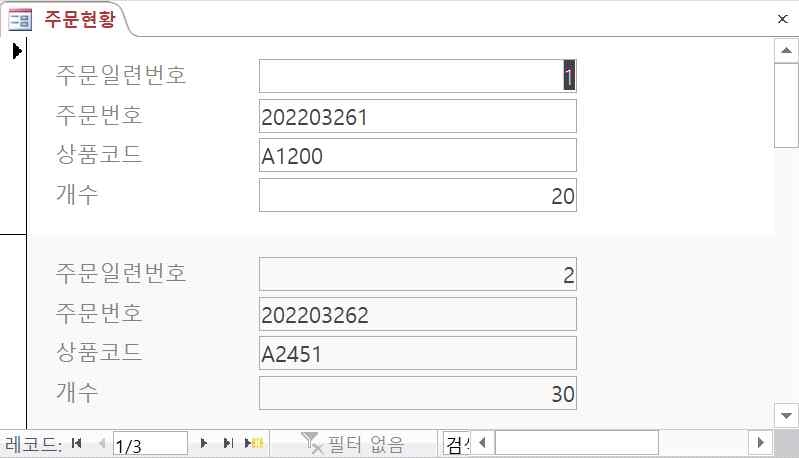 주문현황
주문일련번호 1
주문번호 202203261
상품코드 A1200
개수 20
주문일련번호 2
주문번호 202203262
상품코드 A2451
개수 30
레코드: 1/3 필터 없음 검색